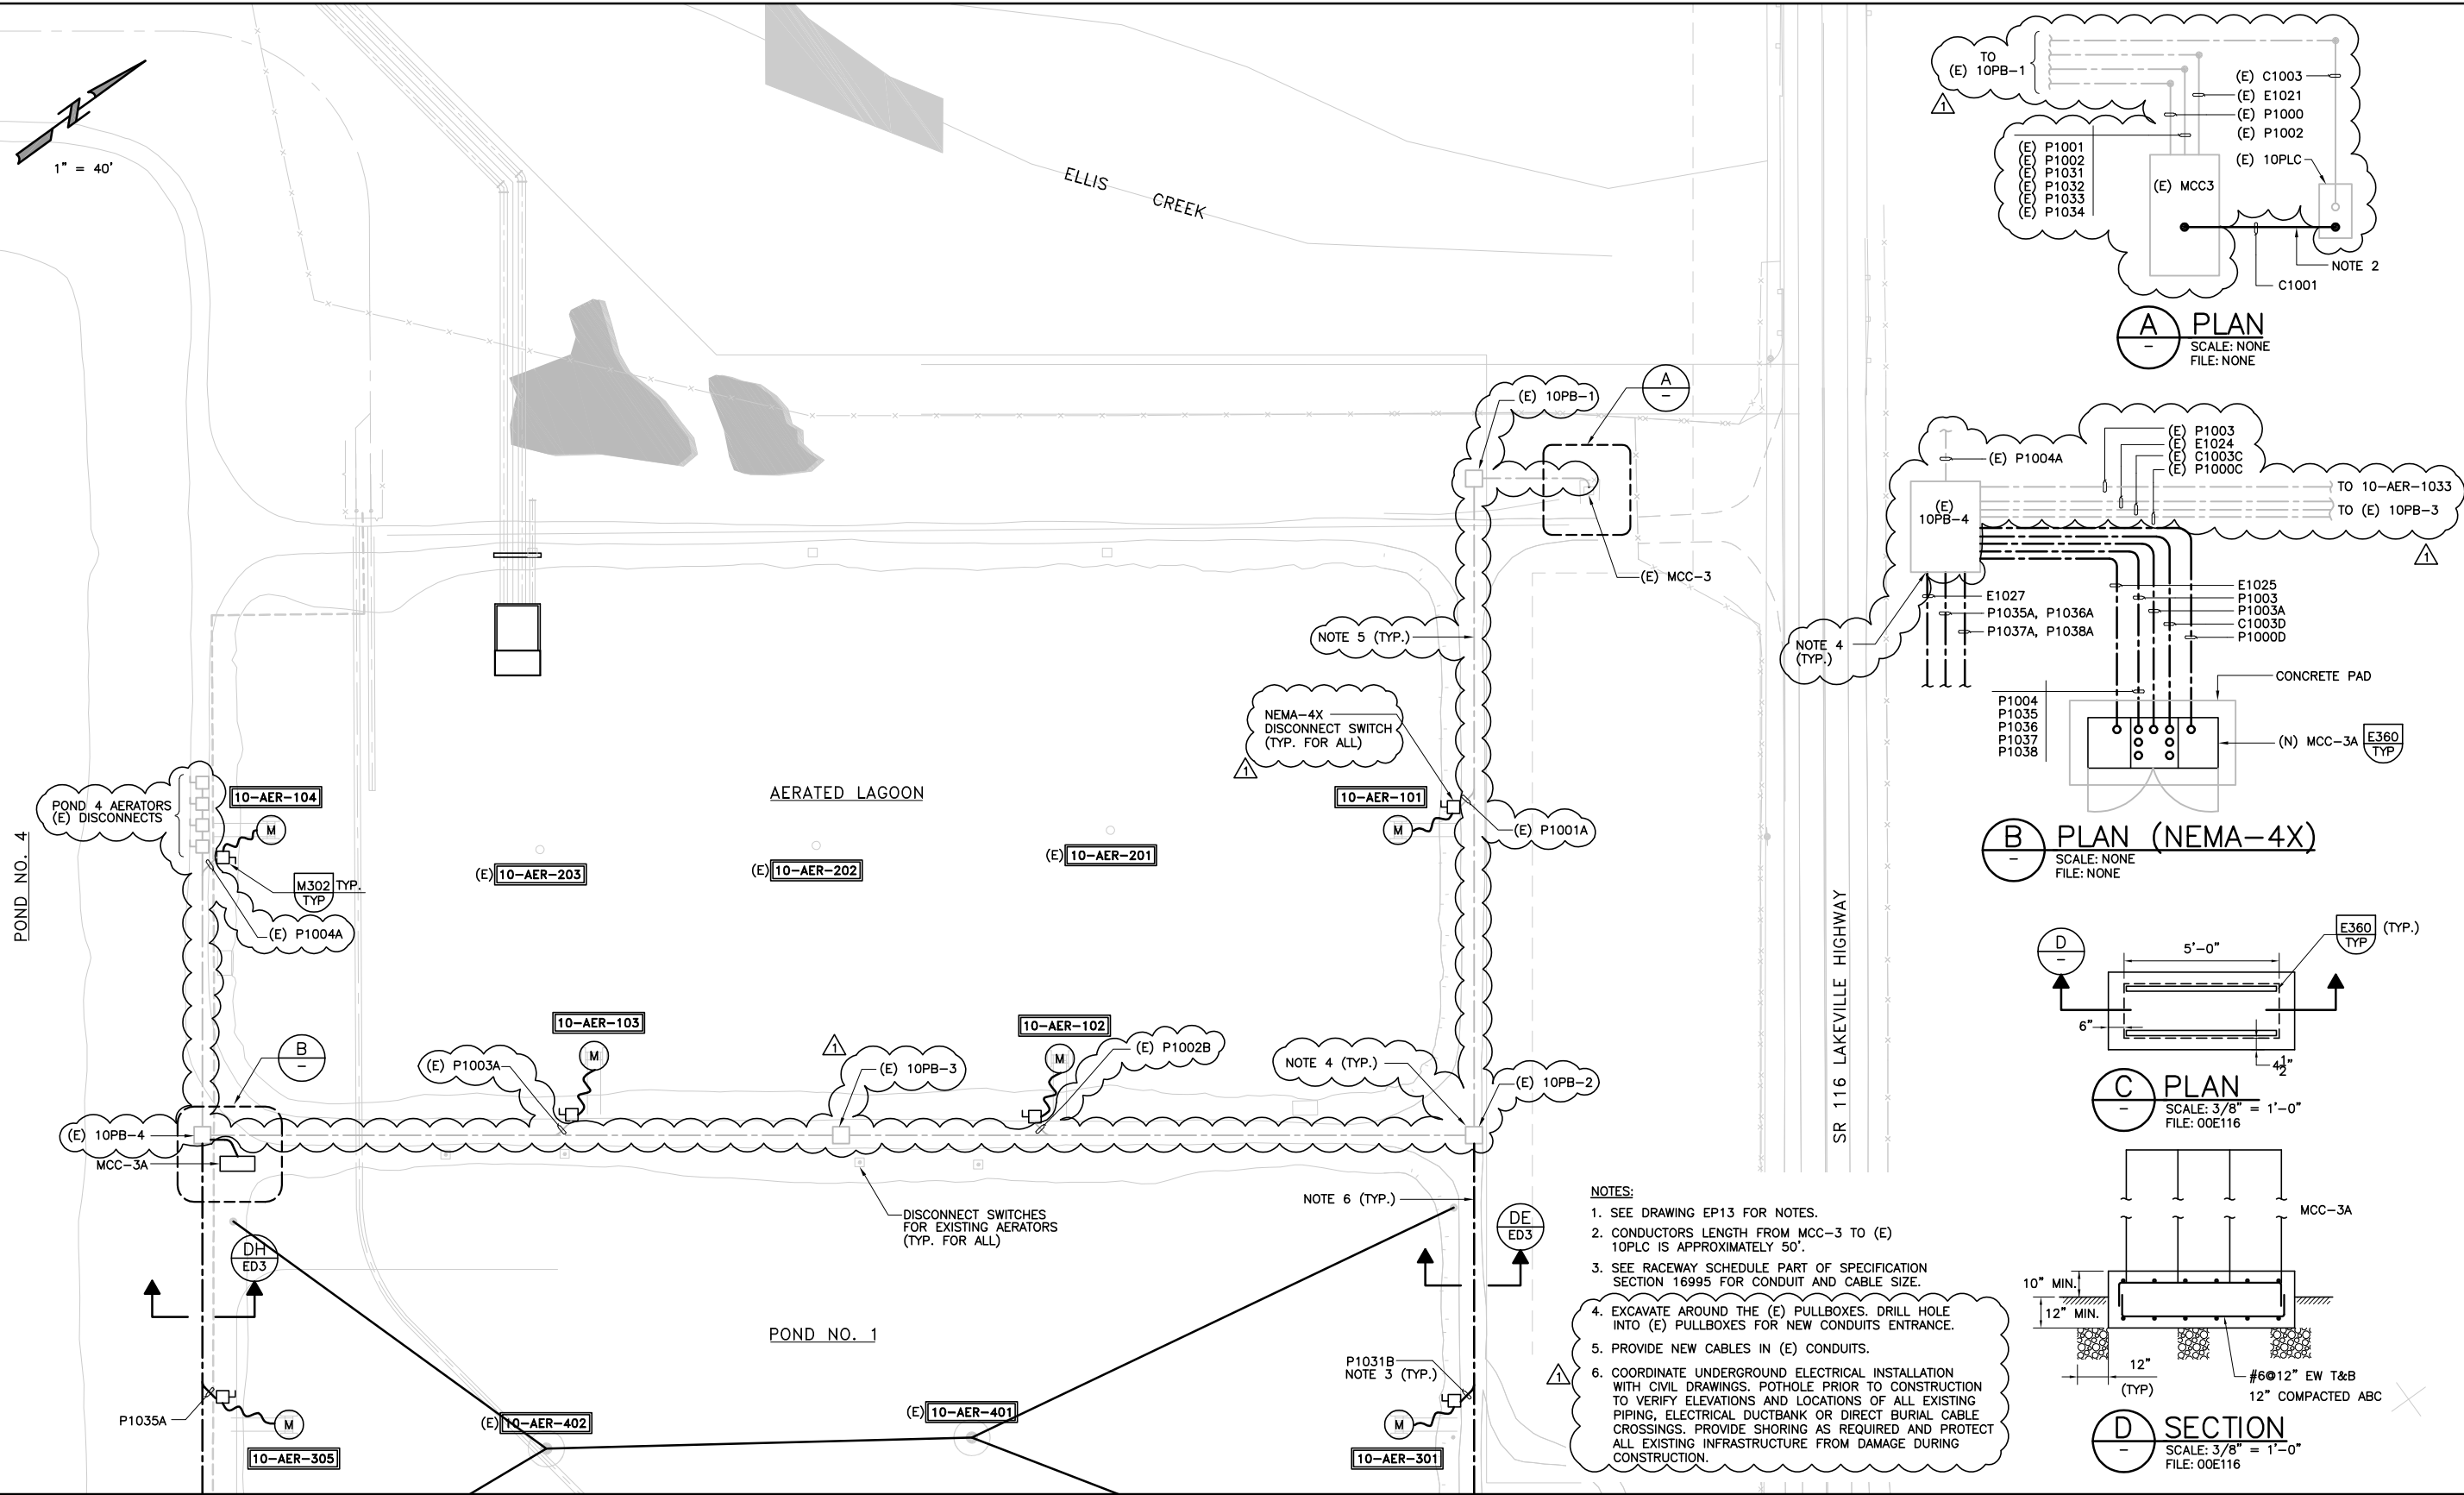 1" = 40'
ELLIS CREEK
TO
(E) 10PB-1
1
(E) C1003
(E) E1021
(E) P1000
(E) P1002
(E) 10PLC
(E) P1001
(E) P1002
(E) P1031
(E) P1032
(E) P1033
(E) P1034
(E) MCC3
NOTE 2
C1001
A
-
PLAN
SCALE: NONE
FILE: NONE
(E) 10PB-1
A
-
(E) MCC-3
NOTE 5 (TYP.)
NEMA-4X
DISCONNECT SWITCH
(TYP. FOR ALL)
1
10-AER-101
M
(E) P1001A
(E) P1003
(E) E1024
(E) C1003C
(E) P1000C
(E) P1004A
TO 10-AER-1033
TO (E) 10PB-3
(E)
10PB-4
1
E1027
P1035A, P1036A
P1037A, P1038A
NOTE 4
(TYP.)
E1025
P1003
P1003A
C1003D
P1000D
CONCRETE PAD
P1004
P1035
P1036
P1037
P1038
(N) MCC-3A
E360
TYP
B
-
PLAN (NEMA-4X)
SCALE: NONE
FILE: NONE
POND NO. 4
POND 4 AERATORS
(E) DISCONNECTS
10-AER-104
M
M302 TYP.
TYP
(E) P1004A
AERATED LAGOON
(E) 10-AER-203
(E) 10-AER-202
(E) 10-AER-201
SR 116 LAKEVILLE HIGHWAY
D
-
5'-0"
E360 (TYP.)
TYP
6"
4½"
C
-
PLAN
SCALE: 3/8" = 1'-0"
FILE: 00E116
B
-
10-AER-103
M
(E) P1003A
1
(E) 10PB-3
10-AER-102
M
(E) P1002B
NOTE 4 (TYP.)
(E) 10PB-2
(E) 10PB-4
MCC-3A
DISCONNECT SWITCHES
FOR EXISTING AERATORS
(TYP. FOR ALL)
NOTE 6 (TYP.)
DH
ED3
DE
ED3
POND NO. 1
P1035A
M
10-AER-305
(E) 10-AER-402
(E) 10-AER-401
P1031B
NOTE 3 (TYP.)
M
10-AER-301
NOTES:
1. SEE DRAWING EP13 FOR NOTES.
2. CONDUCTORS LENGTH FROM MCC-3 TO (E)
10PLC IS APPROXIMATELY 50'.
3. SEE RACEWAY SCHEDULE PART OF SPECIFICATION
SECTION 16995 FOR CONDUIT AND CABLE SIZE.
4. EXCAVATE AROUND THE (E) PULLBOXES. DRILL HOLE
INTO (E) PULLBOXES FOR NEW CONDUITS ENTRANCE.
5. PROVIDE NEW CABLES IN (E) CONDUITS.
1
6. COORDINATE UNDERGROUND ELECTRICAL INSTALLATION
WITH CIVIL DRAWINGS. POTHOLE PRIOR TO CONSTRUCTION
TO VERIFY ELEVATIONS AND LOCATIONS OF ALL EXISTING
PIPING, ELECTRICAL DUCTBANK OR DIRECT BURIAL CABLE
CROSSINGS. PROVIDE SHORING AS REQUIRED AND PROTECT
ALL EXISTING INFRASTRUCTURE FROM DAMAGE DURING
CONSTRUCTION.
MCC-3A
10" MIN.
12" MIN.
12"
(TYP)
#6@12" EW T&B
12" COMPACTED ABC
D
-
SECTION
SCALE: 3/8" = 1'-0"
FILE: 00E116